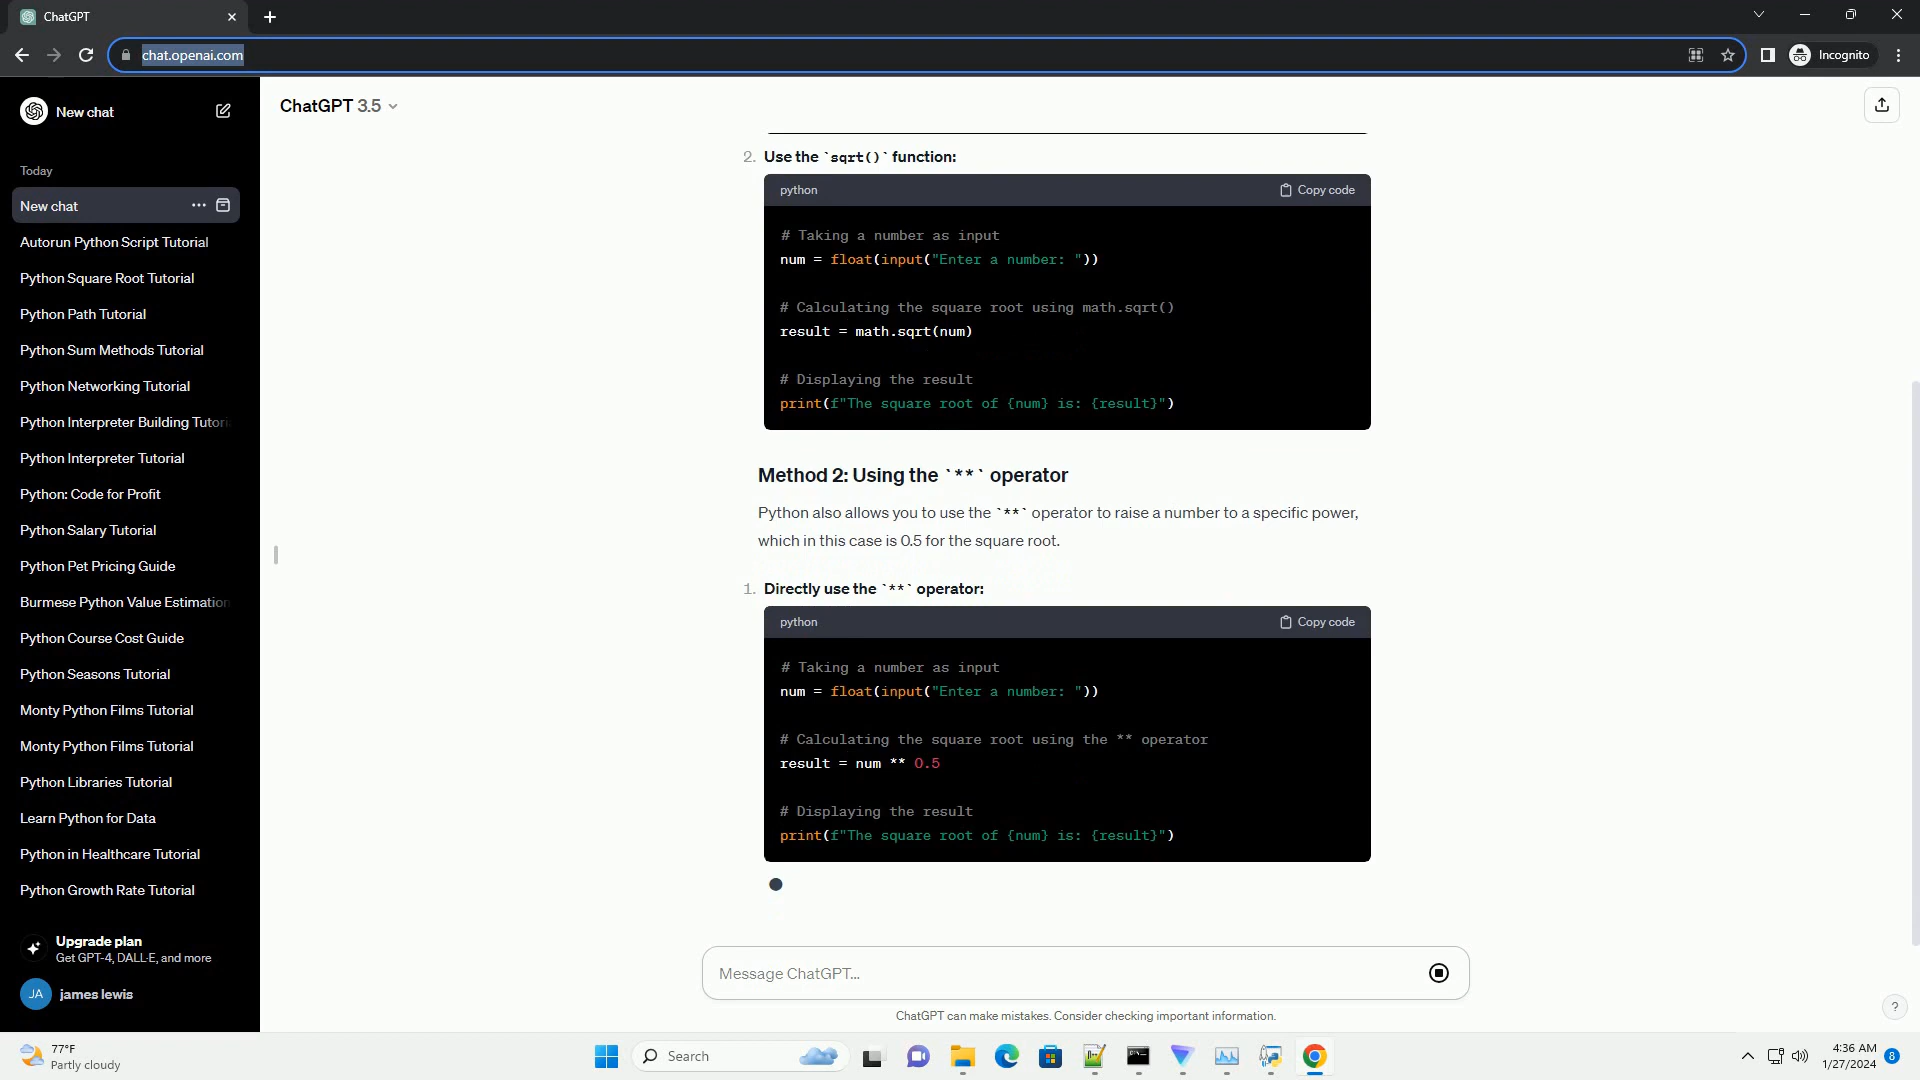 ChatGPT
chat.openai.com
Incognito
New chat
Today
New chat
Autorun Python Script Tutorial
Python Square Root Tutorial
Python Path Tutorial
Python Sum Methods Tutorial
Python Networking Tutorial
Python Interpreter Building Tutori
Python Interpreter Tutorial
Python: Code for Profit
Python Salary Tutorial
Python Pet Pricing Guide
Burmese Python Value Estimation
Python Course Cost Guide
Python Seasons Tutorial
Monty Python Films Tutorial
Monty Python Films Tutorial
Python Libraries Tutorial
Learn Python for Data
Python in Healthcare Tutorial
Python Growth Rate Tutorial
Upgrade plan
Get GPT-4, DALL·E, and more
JA james lewis
ChatGPT 3.5
2. Use the `sqrt()` function:
python Copy code
# Taking a number as input
num = float(input("Enter a number: "))
# Calculating the square root using math.sqrt()
result = math.sqrt(num)
# Displaying the result
print(f"The square root of {num} is: {result}")
Method 2: Using the `**` operator
Python also allows you to use the `**` operator to raise a number to a specific power,
which in this case is 0.5 for the square root.
1. Directly use the `**` operator:
python Copy code
# Taking a number as input
num = float(input("Enter a number: "))
# Calculating the square root using the ** operator
result = num ** 0.5
# Displaying the result
print(f"The square root of {num} is: {result}")
Message ChatGPT...
ChatGPT can make mistakes. Consider checking important information.
?
77°F
Partly cloudy
Search
4:36 AM
1/27/2024
8